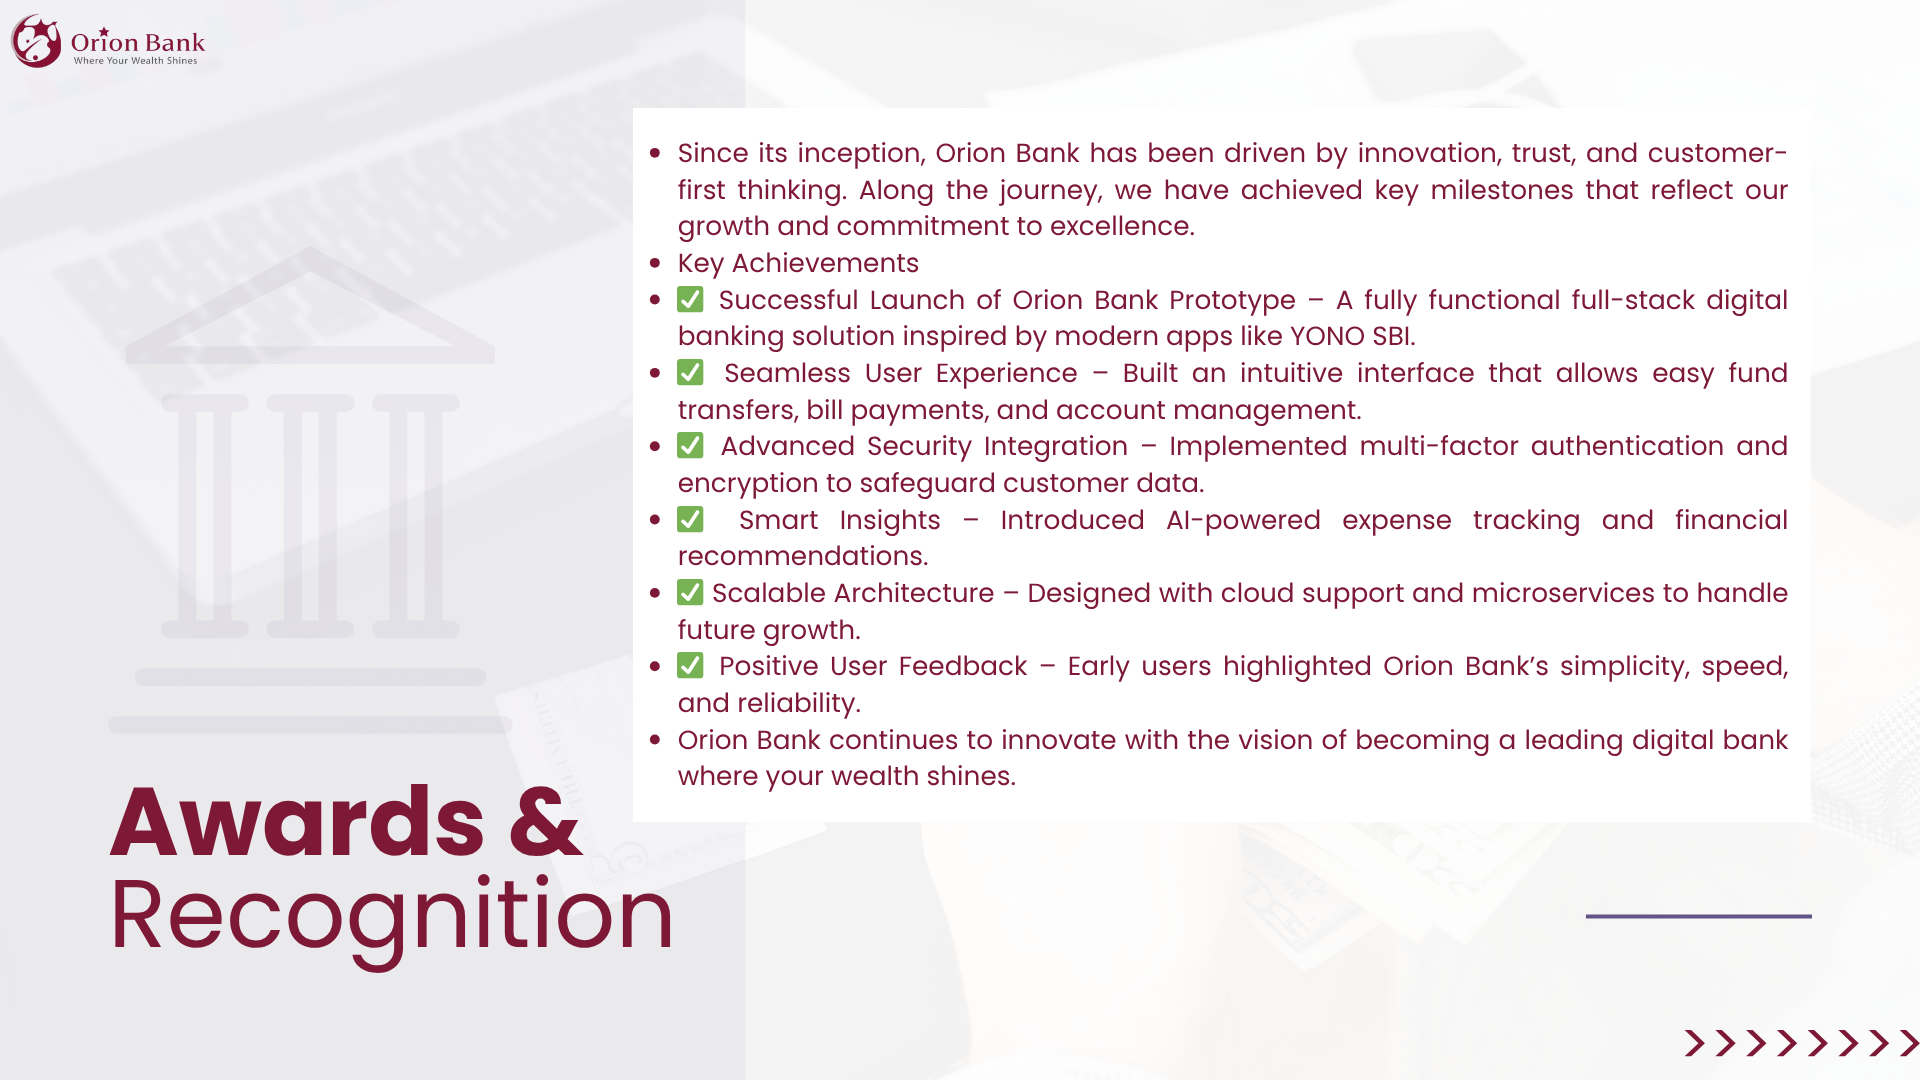 Orion Bank
Where Your Wealth Shines
• Since its inception, Orion Bank has been driven by innovation, trust, and customer-
first thinking. Along the journey, we have achieved key milestones that reflect our
growth and commitment to excellence.
• Key Achievements
• ✅ Successful Launch of Orion Bank Prototype – A fully functional full-stack digital
banking solution inspired by modern apps like YONO SBI.
• ✅ Seamless User Experience – Built an intuitive interface that allows easy fund
transfers, bill payments, and account management.
• ✅ Advanced Security Integration – Implemented multi-factor authentication and
encryption to safeguard customer data.
• ✅ Smart Insights – Introduced AI-powered expense tracking and financial
recommendations.
• ✅ Scalable Architecture – Designed with cloud support and microservices to handle
future growth.
• ✅ Positive User Feedback – Early users highlighted Orion Bank’s simplicity, speed,
and reliability.
• Orion Bank continues to innovate with the vision of becoming a leading digital bank
where your wealth shines.
Awards &
Recognition